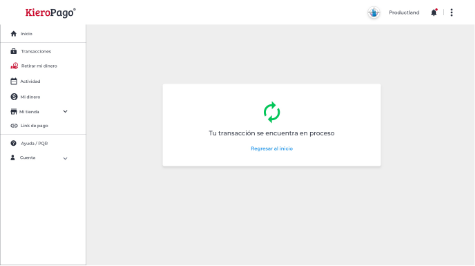 KieroPago
Productland
Inicio
Transacciones
Retirar mi dinero
Actividad
Mi dinero
Mi tienda
Link de pago
Ayuda / PQR
Cuenta
Tu transacción se encuentra en proceso
Regresar al inicio